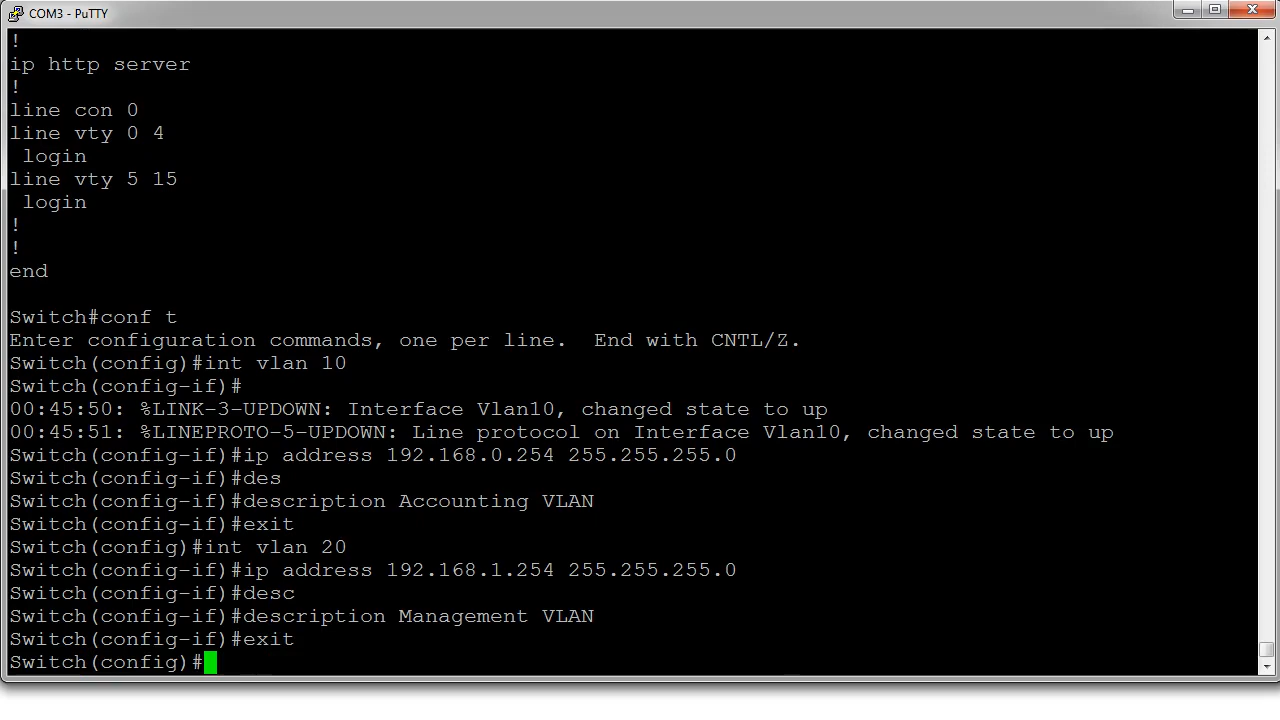 COM3 - PuTTY
!
ip http server
!
line con 0
line vty 0 4
 login
line vty 5 15
 login
!
!
end
Switch#conf t
Enter configuration commands, one per line.  End with CNTL/Z.
Switch(config)#int vlan 10
Switch(config-if)#
00:45:50: %LINK-3-UPDOWN: Interface Vlan10, changed state to up
00:45:51: %LINEPROTO-5-UPDOWN: Line protocol on Interface Vlan10, changed state to up
Switch(config-if)#ip address 192.168.0.254 255.255.255.0
Switch(config-if)#des
Switch(config-if)#description Accounting VLAN
Switch(config-if)#exit
Switch(config)#int vlan 20
Switch(config-if)#ip address 192.168.1.254 255.255.255.0
Switch(config-if)#desc
Switch(config-if)#description Management VLAN
Switch(config-if)#exit
Switch(config)#